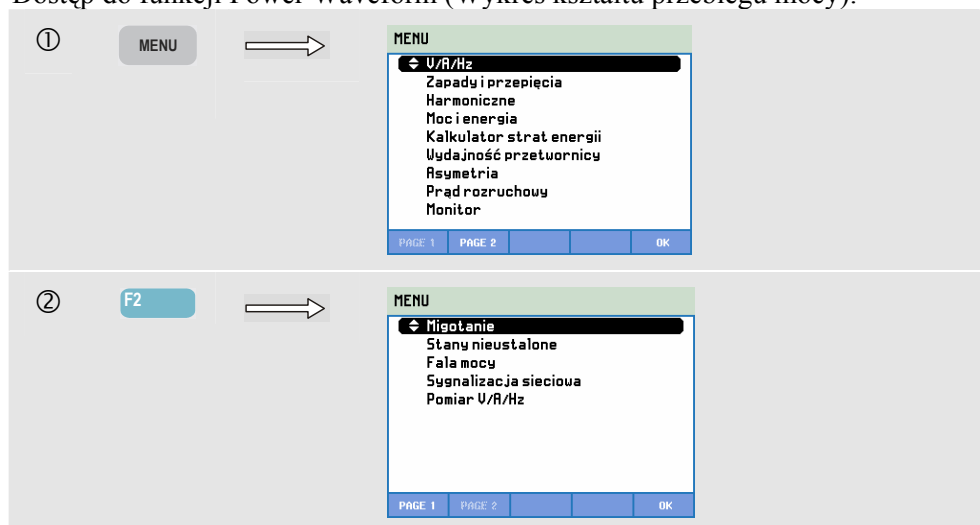 Dostęp do funkcji Power Waveform (Wykres kształtu przebiegu mocy):
① MENU
MENU
V/A/Hz
Zapady i przepięcia
Harmoniczne
Moc i energia
Kalkulator strat energii
Wydajność przetwornicy
Asymetria
Prąd rozruchowy
Monitor
PAGE 1 PAGE 2 OK
② F2
MENU
Migotanie
Stany nieustalone
Fala mocy
Sygnalizacja sieciowa
Pomiar V/A/Hz
PAGE 1 PAGE 2 OK